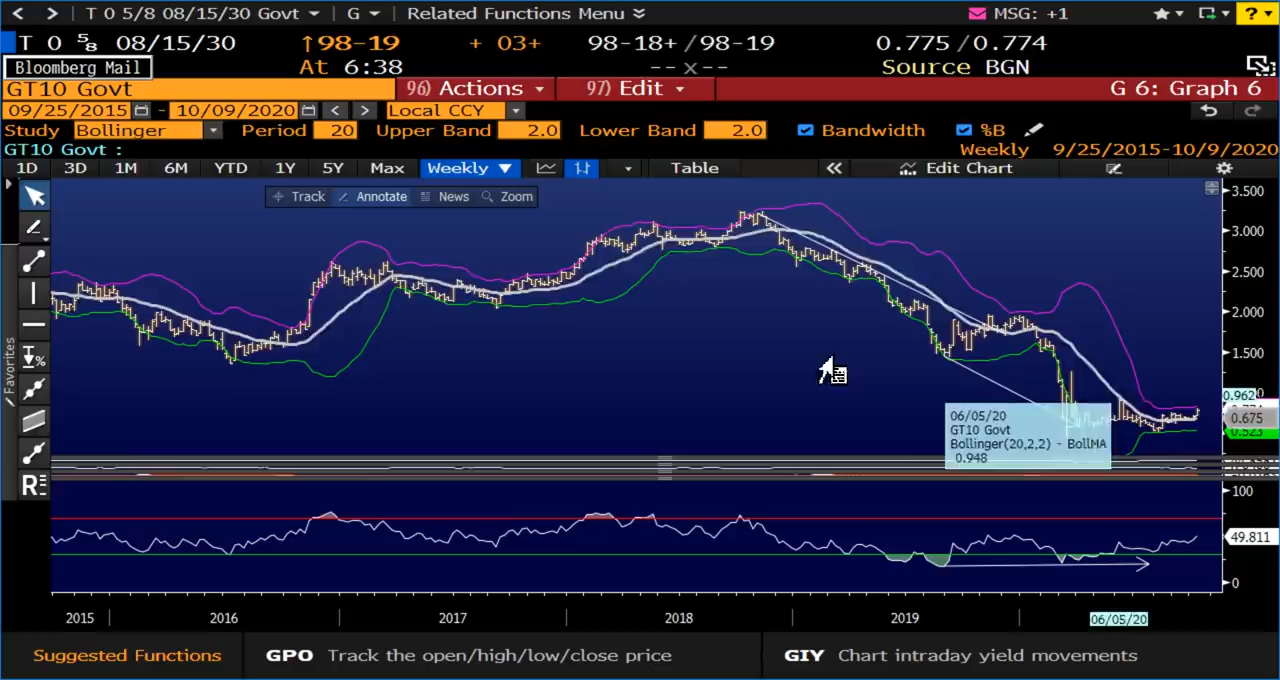 < > T 0 5/8 08/15/30 Govt G Related Functions Menu MSG: +1 ?
T 0 5/8 08/15/30 ↑98-19 + 03+ 98-18+/98-19 0.775/0.774
Bloomberg Mail At 6:38 --x-- Source BGN
GT10 Govt 96) Actions 97) Edit G 6: Graph 6
09/25/2015 - 10/09/2020 < > Local CCY
Study Bollinger Period 20 Upper Band 2.0 Lower Band 2.0 Bandwidth %B
GT10 Govt : Weekly 9/25/2015-10/9/2020
1D 3D 1M 6M YTD 1Y 5Y Max Weekly ▼ Table « Edit Chart
Track Annotate News Zoom
3.500
3.000
2.500
2.000
1.500
0.962
0.675
0.523
Favorites
%
R
06/05/20
GT10 Govt
Bollinger(20,2,2) - BollMA
0.948
100
49.811
0
2015 2016 2017 2018 2019 06/05/20
Suggested Functions GPO Track the open/high/low/close price GIY Chart intraday yield movements